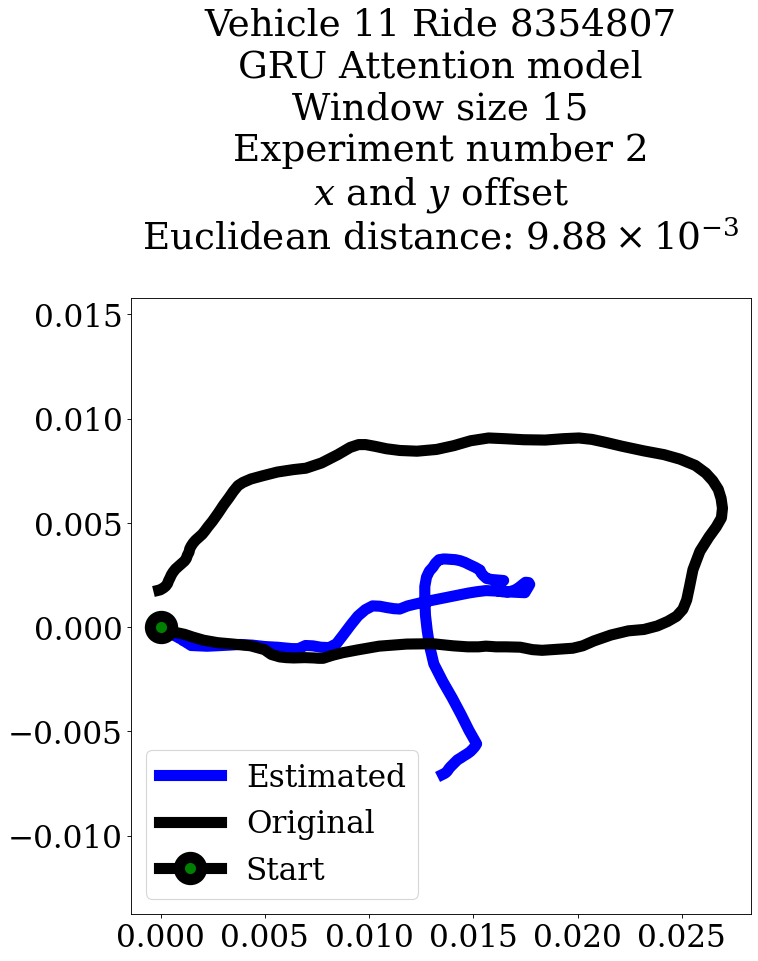 Vehicle 11 Ride 8354807
GRU Attention model
Window size 15
Experiment number 2
x and y offset
Euclidean distance: 9.88 × 10⁻³
0.015
0.010
0.005
0.000
−0.005
−0.010
Estimated
Original
Start
0.000 0.005 0.010 0.015 0.020 0.025